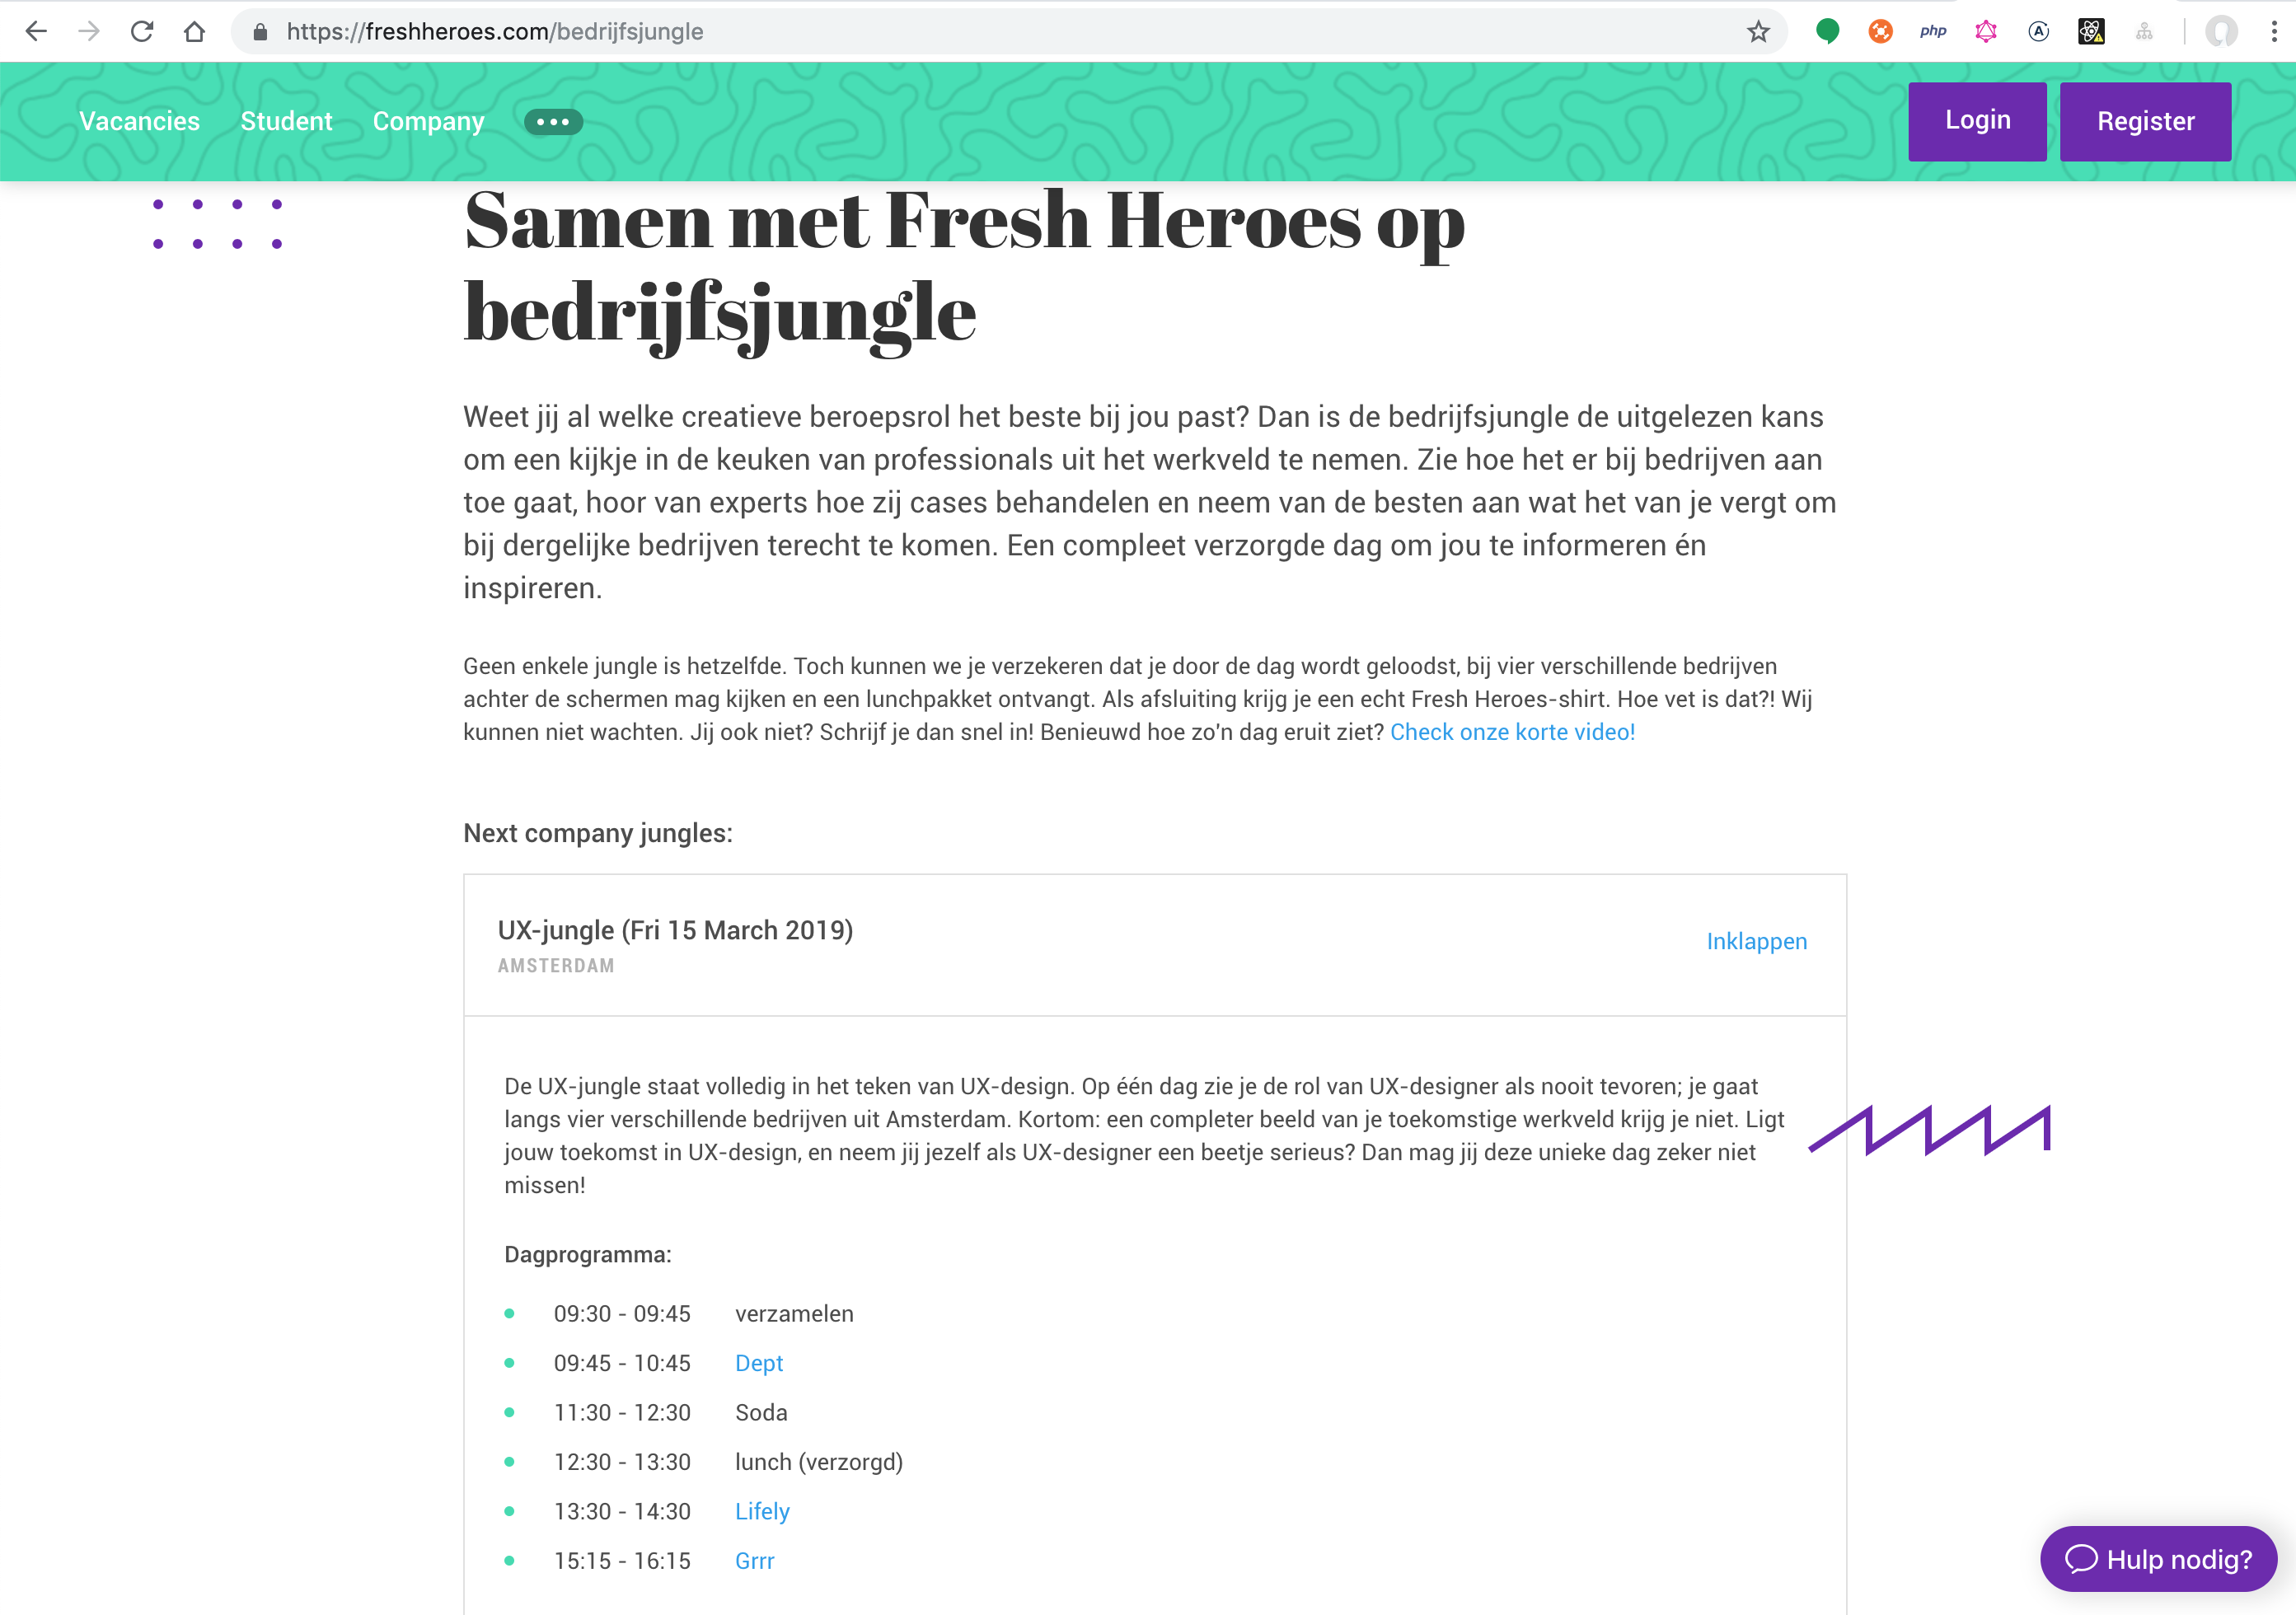 https://freshheroes.com/bedrijfsjungle
php
A
Vacancies Student Company
Login
Register
Samen met Fresh Heroes op
bedrijfsjungle
Weet jij al welke creatieve beroepsrol het beste bij jou past? Dan is de bedrijfsjungle de uitgelezen kans
om een kijkje in de keuken van professionals uit het werkveld te nemen. Zie hoe het er bij bedrijven aan
toe gaat, hoor van experts hoe zij cases behandelen en neem van de besten aan wat het van je vergt om
bij dergelijke bedrijven terecht te komen. Een compleet verzorgde dag om jou te informeren én
inspireren.
Geen enkele jungle is hetzelfde. Toch kunnen we je verzekeren dat je door de dag wordt geloodst, bij vier verschillende bedrijven
achter de schermen mag kijken en een lunchpakket ontvangt. Als afsluiting krijg je een echt Fresh Heroes-shirt. Hoe vet is dat?! Wij
kunnen niet wachten. Jij ook niet? Schrijf je dan snel in! Benieuwd hoe zo'n dag eruit ziet? Check onze korte video!
Next company jungles:
UX-jungle (Fri 15 March 2019)
AMSTERDAM
Inklappen
De UX-jungle staat volledig in het teken van UX-design. Op één dag zie je de rol van UX-designer als nooit tevoren; je gaat
langs vier verschillende bedrijven uit Amsterdam. Kortom: een completer beeld van je toekomstige werkveld krijg je niet. Ligt
jouw toekomst in UX-design, en neem jij jezelf als UX-designer een beetje serieus? Dan mag jij deze unieke dag zeker niet
missen!
Dagprogramma:
09:30 - 09:45 verzamelen
09:45 - 10:45 Dept
11:30 - 12:30 Soda
12:30 - 13:30 lunch (verzorgd)
13:30 - 14:30 Lifely
15:15 - 16:15 Grrr
Hulp nodig?